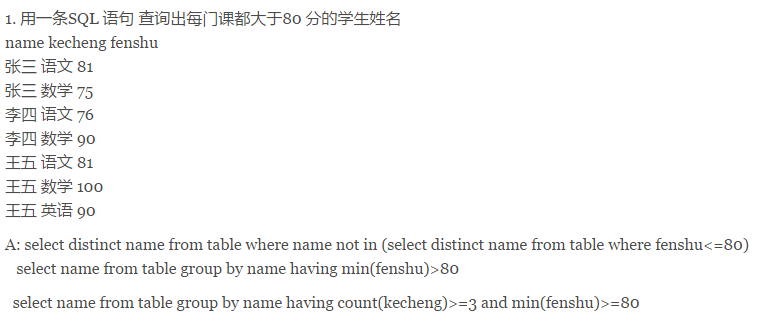 1. 用一条SQL 语句 查询出每门课都大于80 分的学生姓名
name kecheng fenshu
张三 语文 81
张三 数学 75
李四 语文 76
李四 数学 90
王五 语文 81
王五 数学 100
王五 英语 90
A: select distinct name from table where name not in (select distinct name from table where fenshu<=80)
select name from table group by name having min(fenshu)>80
select name from table group by name having count(kecheng)>=3 and min(fenshu)>=80